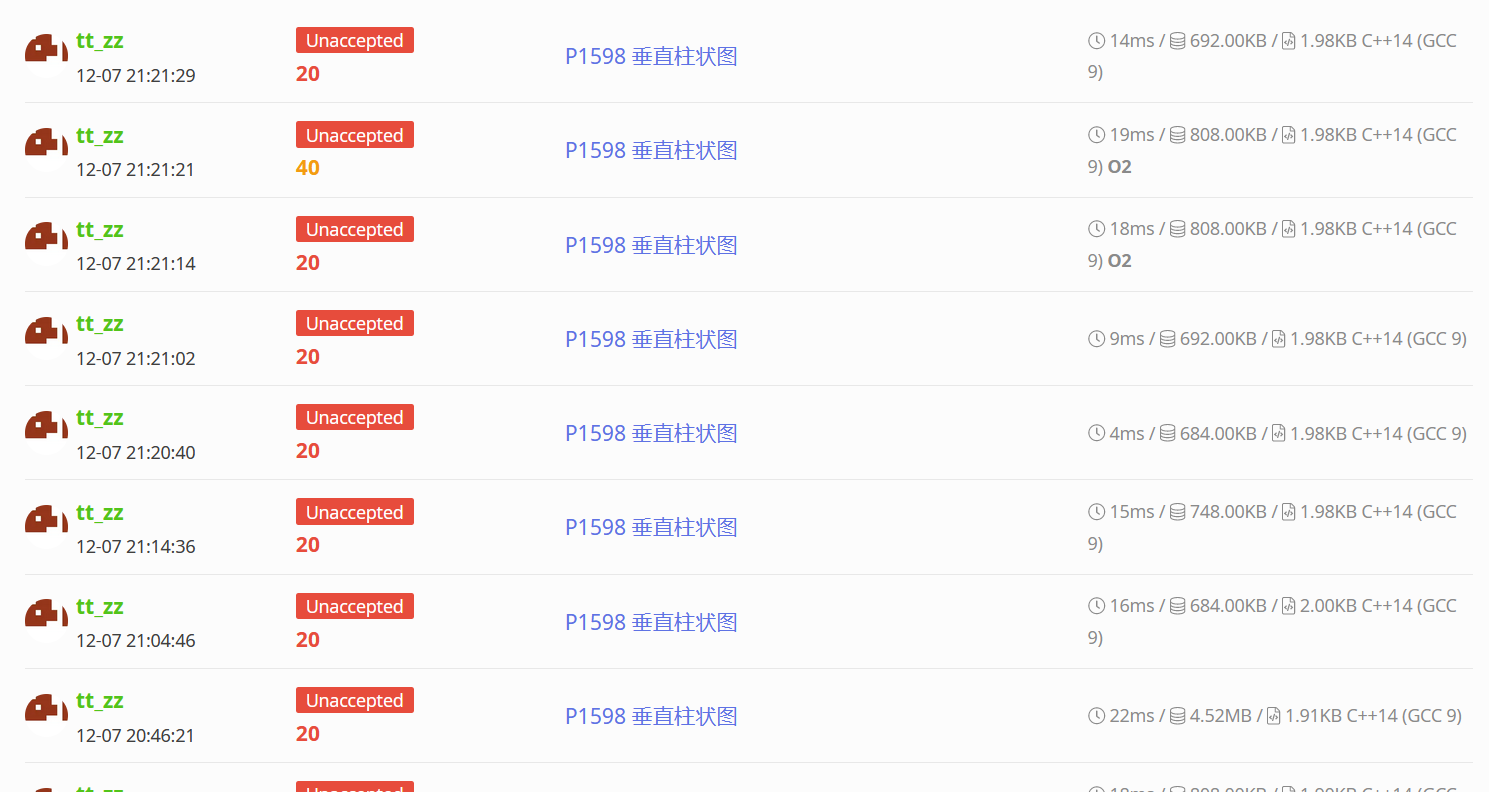 tt_zz
Unaccepted
12-07 21:21:29
20
P1598 垂直柱状图
14ms / 692.00KB / 1.98KB C++14 (GCC
9)
tt_zz
Unaccepted
12-07 21:21:21
40
P1598 垂直柱状图
19ms / 808.00KB / 1.98KB C++14 (GCC
9) O2
tt_zz
Unaccepted
12-07 21:21:14
20
P1598 垂直柱状图
18ms / 808.00KB / 1.98KB C++14 (GCC
9) O2
tt_zz
Unaccepted
12-07 21:21:02
20
P1598 垂直柱状图
9ms / 692.00KB / 1.98KB C++14 (GCC 9)
tt_zz
Unaccepted
12-07 21:20:40
20
P1598 垂直柱状图
4ms / 684.00KB / 1.98KB C++14 (GCC 9)
tt_zz
Unaccepted
12-07 21:14:36
20
P1598 垂直柱状图
15ms / 748.00KB / 1.98KB C++14 (GCC
9)
tt_zz
Unaccepted
12-07 21:04:46
20
P1598 垂直柱状图
16ms / 684.00KB / 2.00KB C++14 (GCC
9)
tt_zz
Unaccepted
12-07 20:46:21
20
P1598 垂直柱状图
22ms / 4.52MB / 1.91KB C++14 (GCC 9)